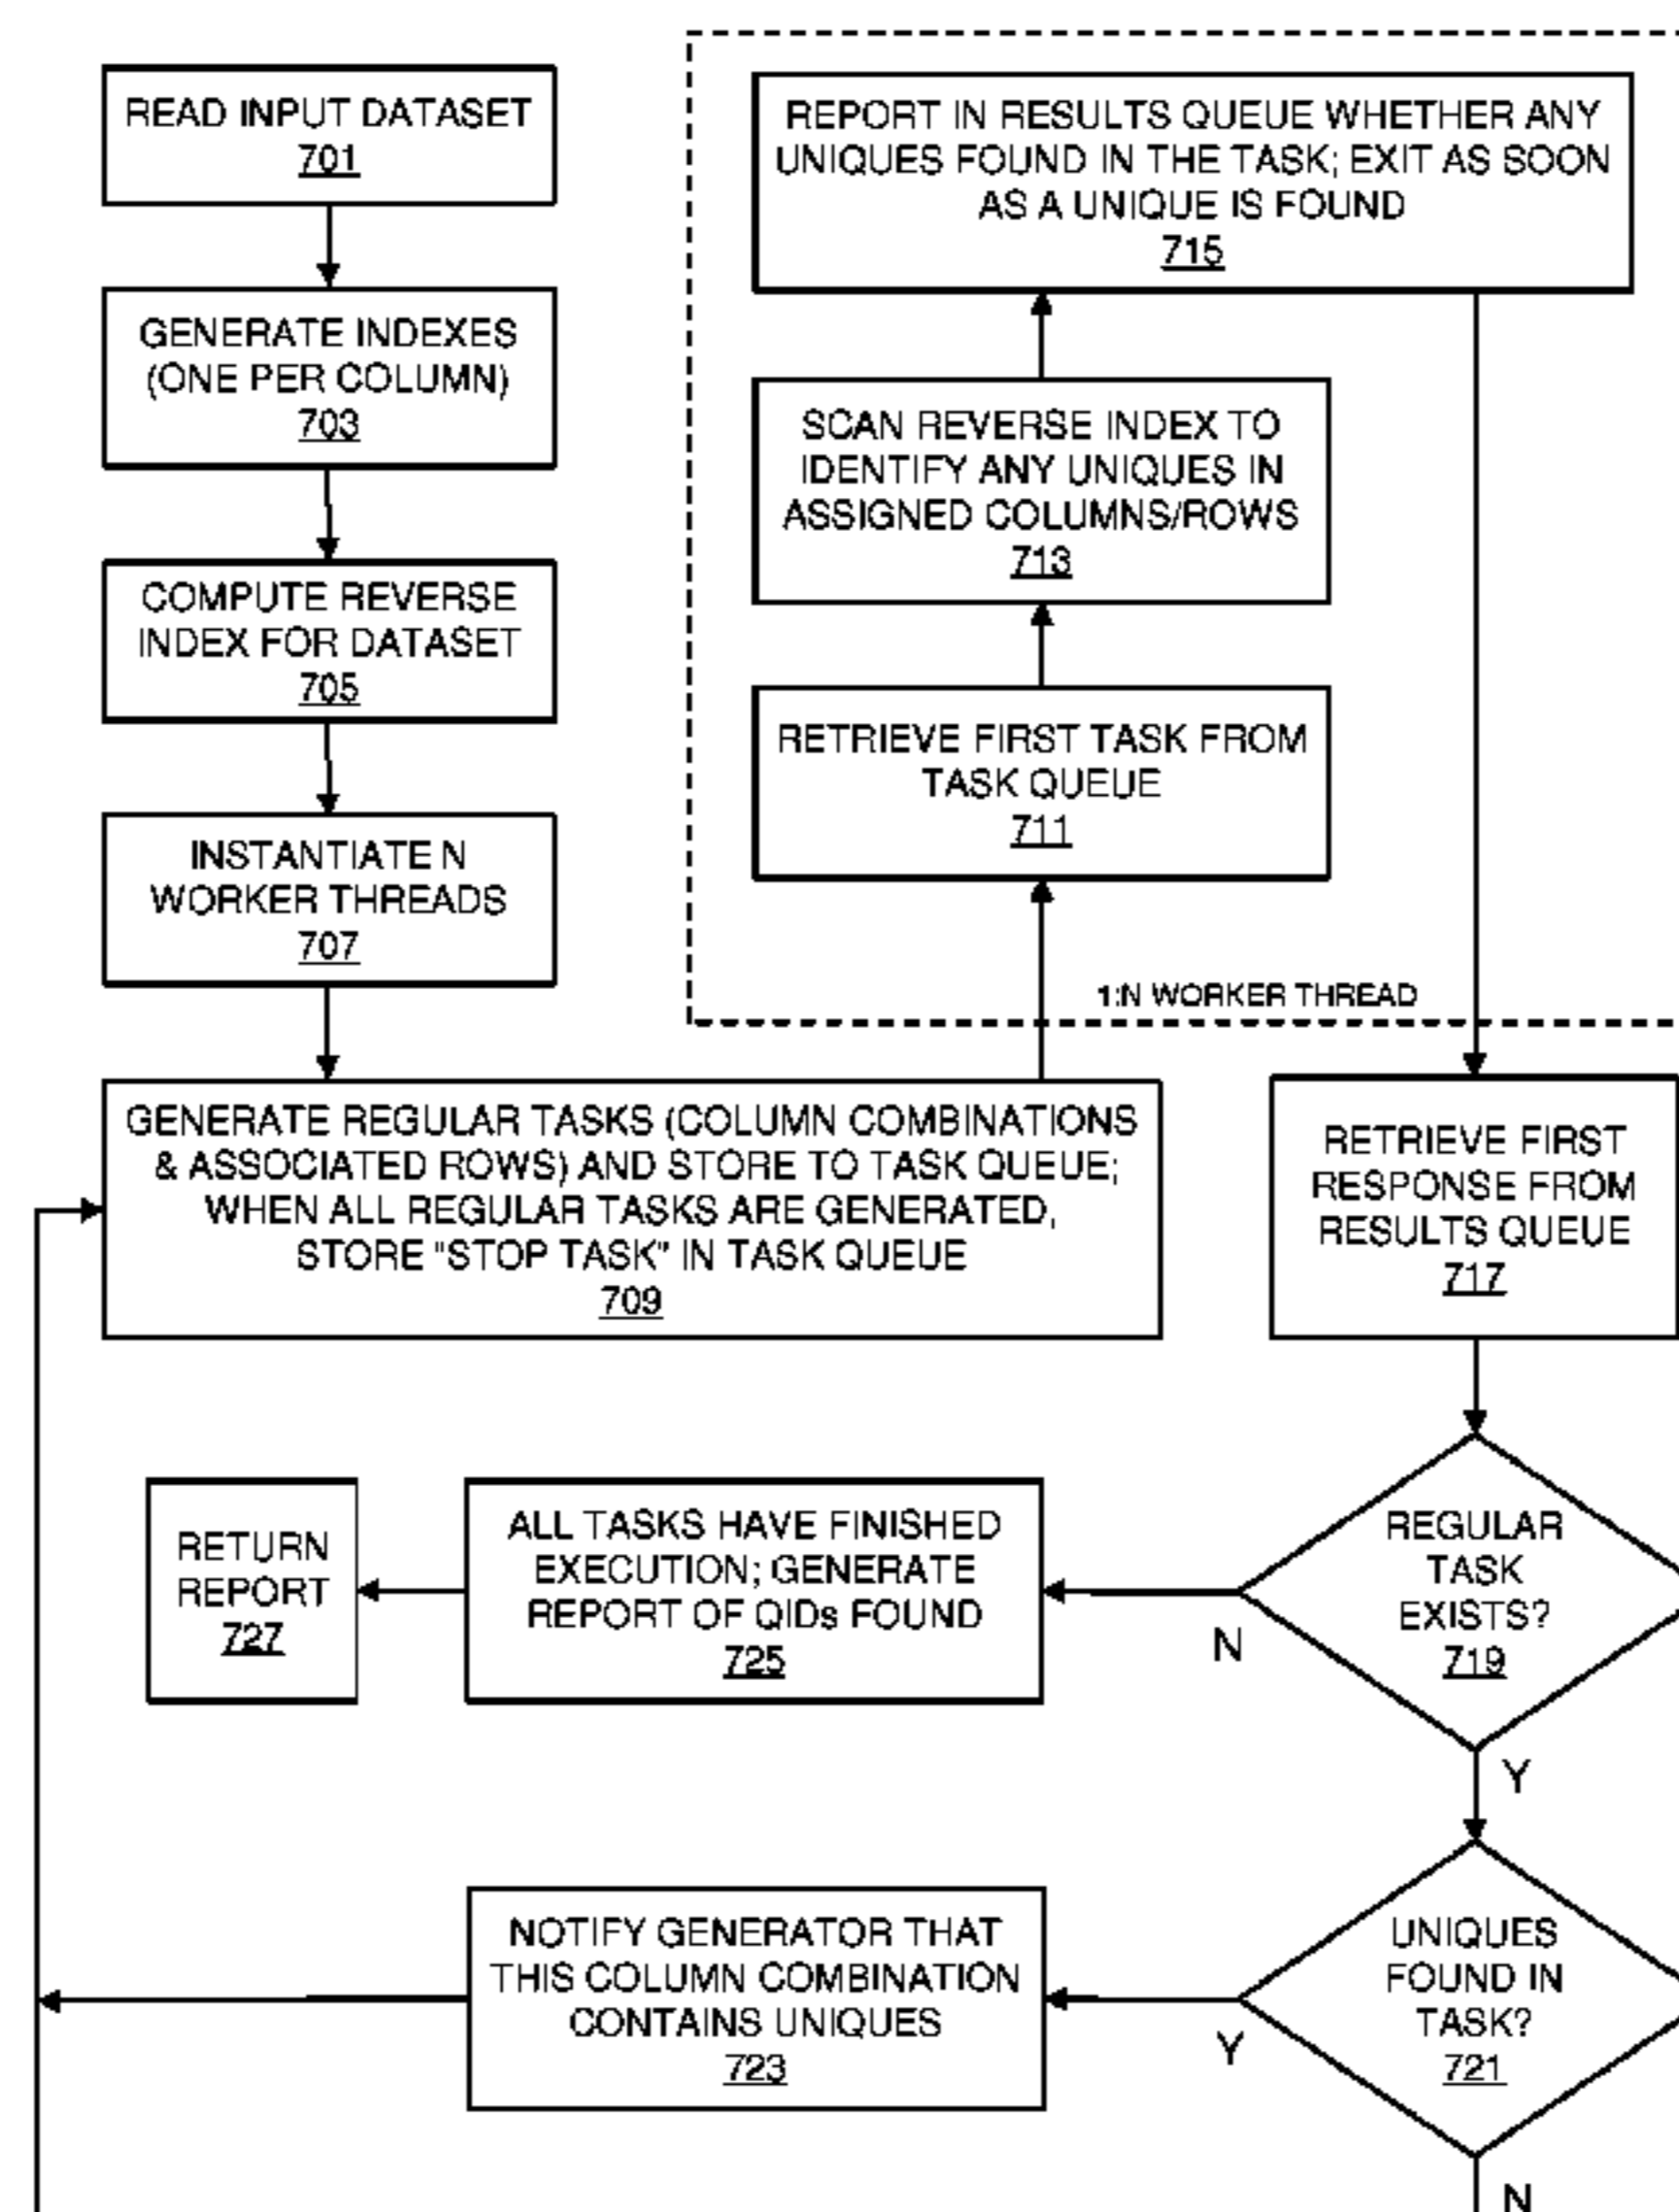 READ INPUT DATASET
701
GENERATE INDEXES
(ONE PER COLUMN)
703
COMPUTE REVERSE
INDEX FOR DATASET
705
INSTANTIATE N
WORKER THREADS
707
GENERATE REGULAR TASKS (COLUMN COMBINATIONS
& ASSOCIATED ROWS) AND STORE TO TASK QUEUE;
WHEN ALL REGULAR TASKS ARE GENERATED,
STORE "STOP TASK" IN TASK QUEUE
709
REPORT IN RESULTS QUEUE WHETHER ANY
UNIQUES FOUND IN THE TASK; EXIT AS SOON
AS A UNIQUE IS FOUND
715
SCAN REVERSE INDEX TO
IDENTIFY ANY UNIQUES IN
ASSIGNED COLUMNS/ROWS
713
RETRIEVE FIRST TASK FROM
TASK QUEUE
711
1:N WORKER THREAD
RETRIEVE FIRST
RESPONSE FROM
RESULTS QUEUE
717
REGULAR
TASK
EXISTS?
719
N
Y
ALL TASKS HAVE FINISHED
EXECUTION; GENERATE
REPORT OF QIDs FOUND
725
RETURN
REPORT
727
UNIQUES
FOUND IN
TASK?
721
Y
N
NOTIFY GENERATOR THAT
THIS COLUMN COMBINATION
CONTAINS UNIQUES
723